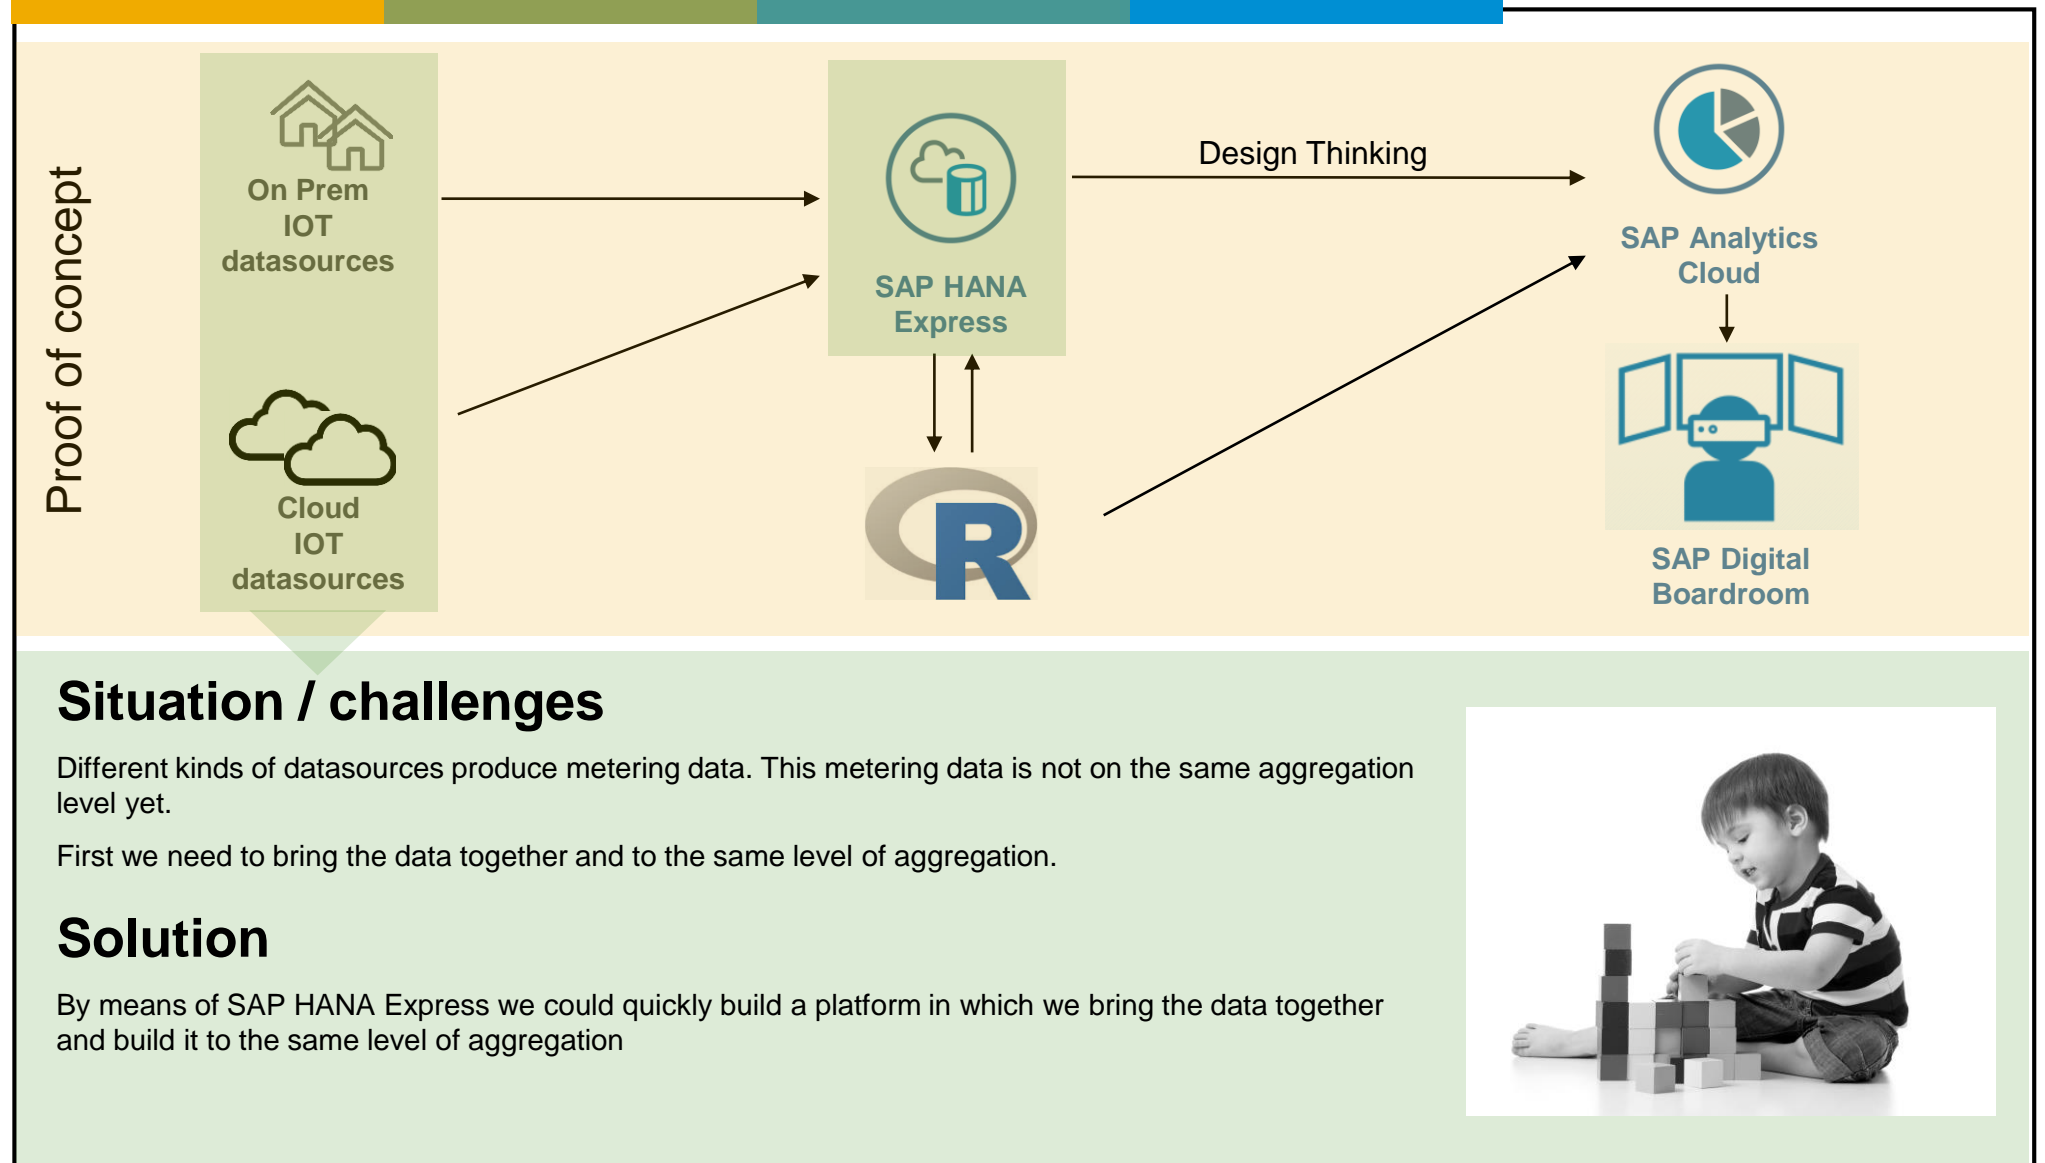 Proof of concept
On Prem
IOT
datasources
Cloud
IOT
datasources
SAP HANA
Express
R
Design Thinking
SAP Analytics
Cloud
SAP Digital
Boardroom
Situation / challenges
Different kinds of datasources produce metering data. This metering data is not on the same aggregation
level yet.
First we need to bring the data together and to the same level of aggregation.
Solution
By means of SAP HANA Express we could quickly build a platform in which we bring the data together
and build it to the same level of aggregation